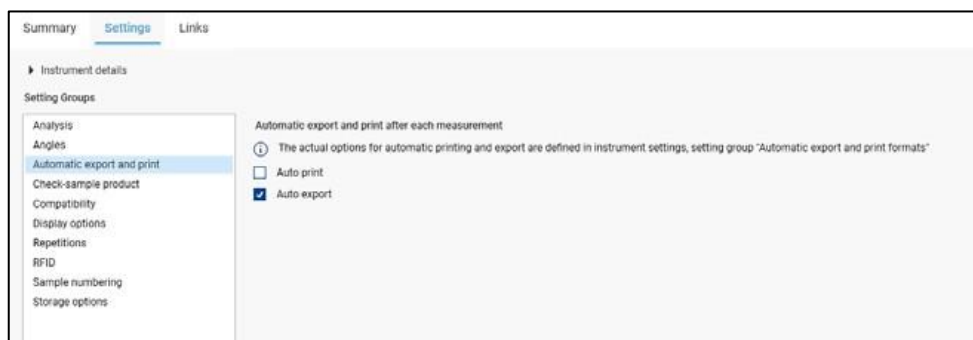 Summary Settings Links
Instrument details
Setting Groups
Analysis
Angles
Automatic export and print
Check-sample product
Compatibility
Display options
Repetitions
RFID
Sample numbering
Storage options
Automatic export and print after each measurement
The actual options for automatic printing and export are defined in instrument settings, setting group "Automatic export and print formats"
Auto print
Auto export